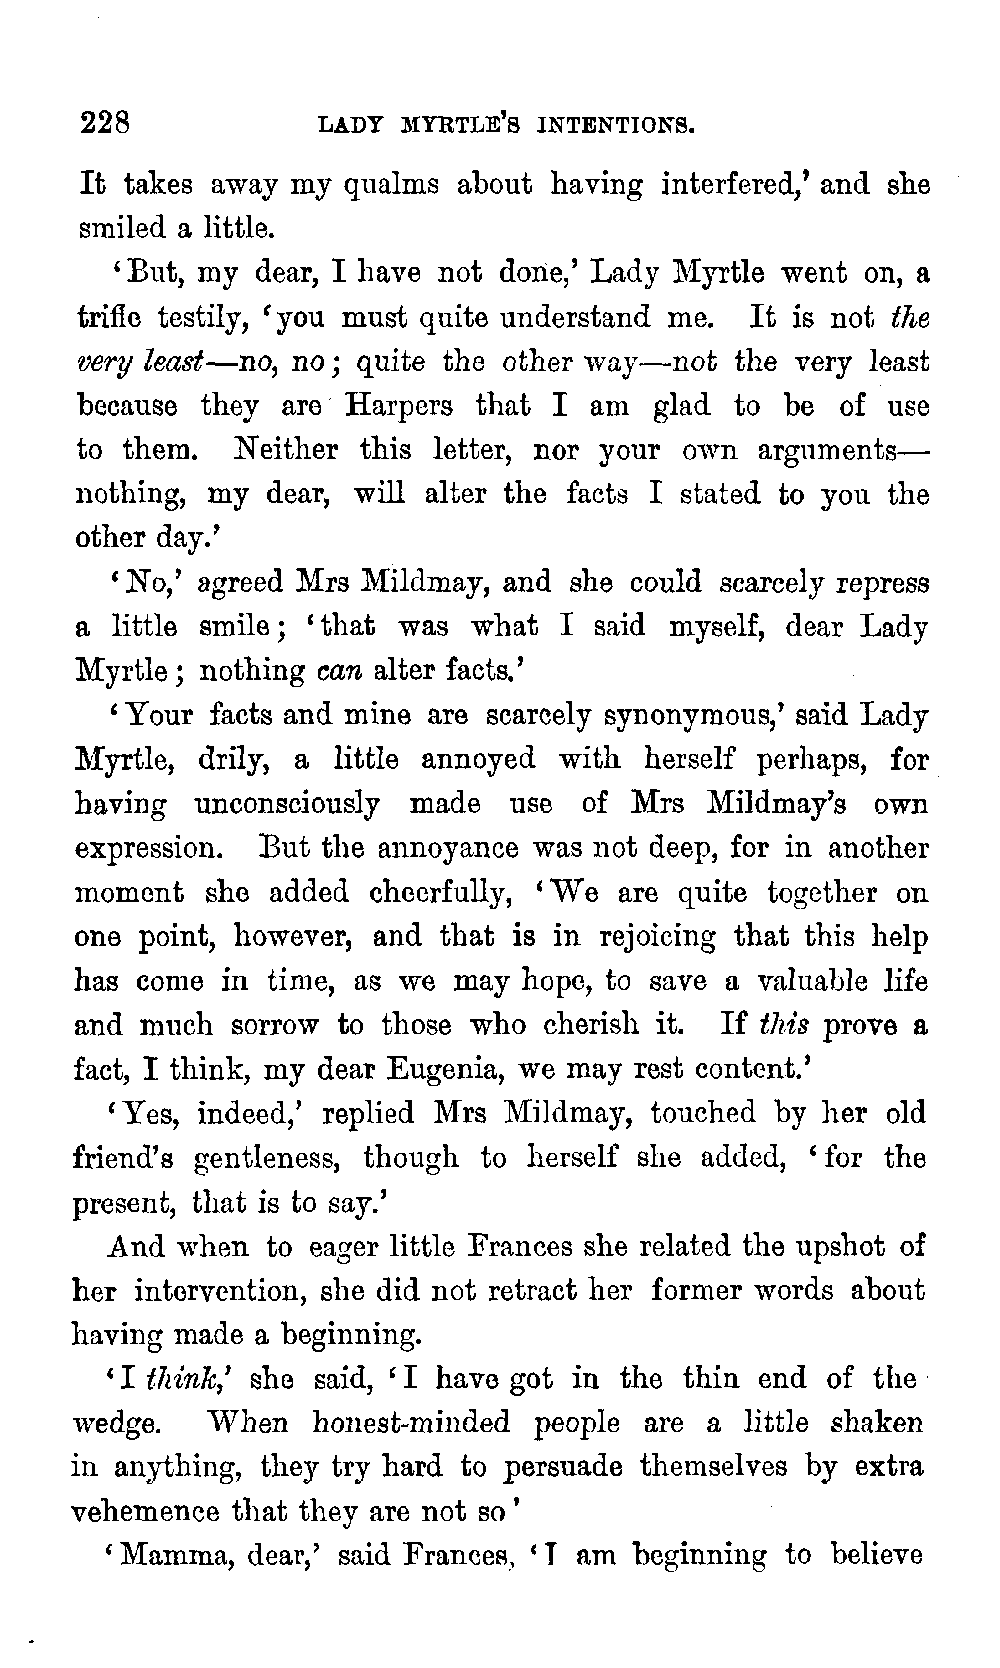 228 LADY MYRTLE'S INTENTIONS.
It takes away my qualms about having interfered,' and she
smiled a little.
'But, my dear, I have not done,' Lady Myrtle went on, a
trifle testily, 'you must quite understand me. It is not the
very least—no, no; quite the other way—not the very least
because they are Harpers that I am glad to be of use
to them. Neither this letter, nor your own arguments—
nothing, my dear, will alter the facts I stated to you the
other day.'
'No,' agreed Mrs Mildmay, and she could scarcely repress
a little smile; 'that was what I said myself, dear Lady
Myrtle; nothing can alter facts.'
'Your facts and mine are scarcely synonymous,' said Lady
Myrtle, drily, a little annoyed with herself perhaps, for
having unconsciously made use of Mrs Mildmay's own
expression. But the annoyance was not deep, for in another
moment she added cheerfully, 'We are quite together on
one point, however, and that is in rejoicing that this help
has come in time, as we may hope, to save a valuable life
and much sorrow to those who cherish it. If this prove a
fact, I think, my dear Eugenia, we may rest content.'
'Yes, indeed,' replied Mrs Mildmay, touched by her old
friend's gentleness, though to herself she added, 'for the
present, that is to say.'
And when to eager little Frances she related the upshot of
her intervention, she did not retract her former words about
having made a beginning.
'I think,' she said, 'I have got in the thin end of the
wedge. When honest-minded people are a little shaken
in anything, they try hard to persuade themselves by extra
vehemence that they are not so'
'Mamma, dear,' said Frances, 'I am beginning to believe